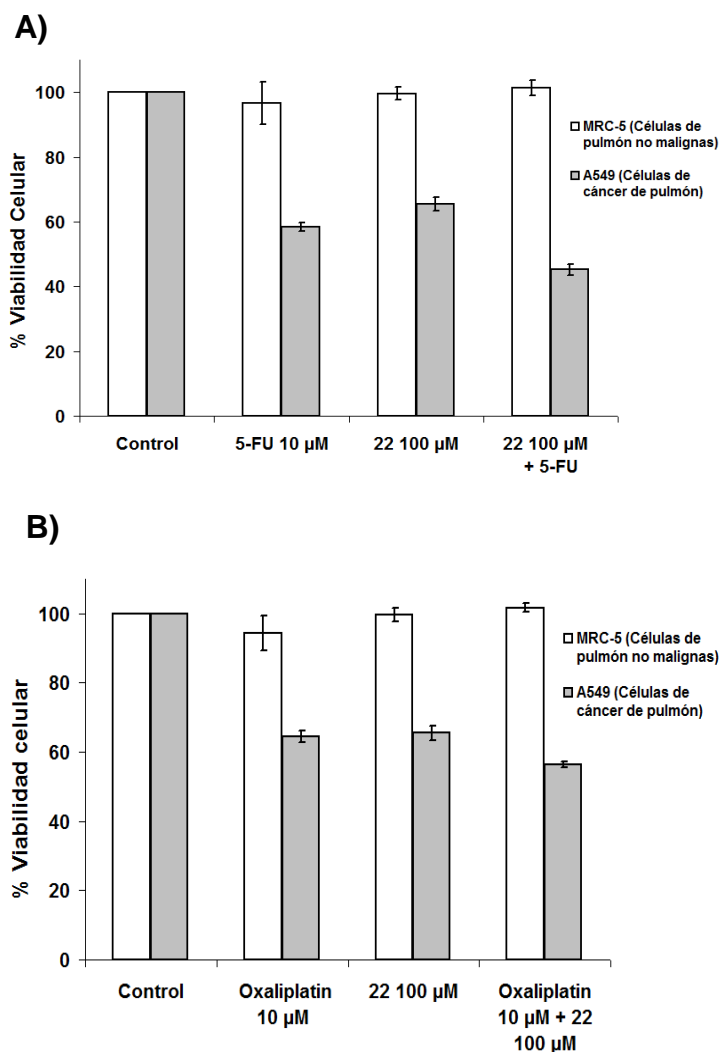 A)
% Viabilidad Celular
100
80
60
40
20
0
Control
5-FU 10 µM
22 100 µM
22 100 µM
+ 5-FU
MRC-5 (Células de
pulmón no malignas)
A549 (Células de
cáncer de pulmón)
B)
% Viabilidad celular
100
80
60
40
20
0
Control
Oxaliplatin
10 µM
22 100 µM
Oxaliplatin
10 µM + 22
100 µM
MRC-5 (Células de
pulmón no malignas)
A549 (Células de
cáncer de pulmón)